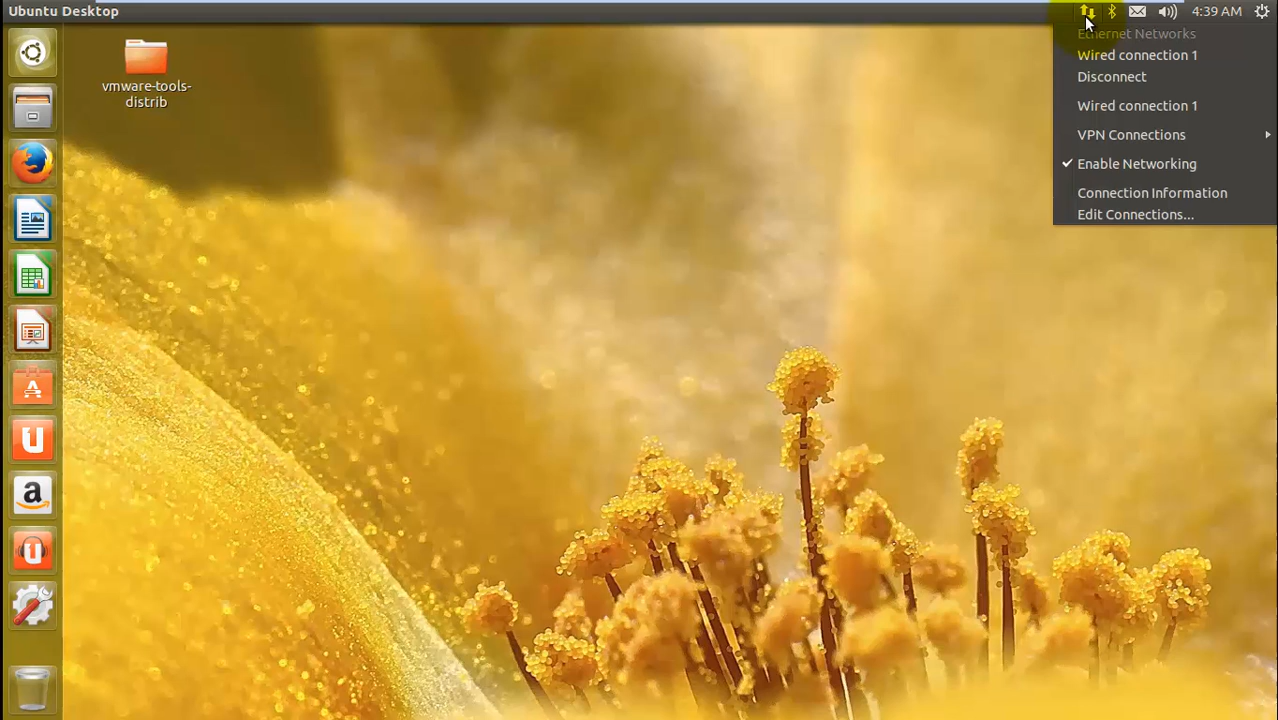 Ubuntu Desktop
4:39 AM
vmware-tools-
distrib
Ethernet Networks
Wired connection 1
Disconnect
Wired connection 1
VPN Connections
Enable Networking
Connection Information
Edit Connections...